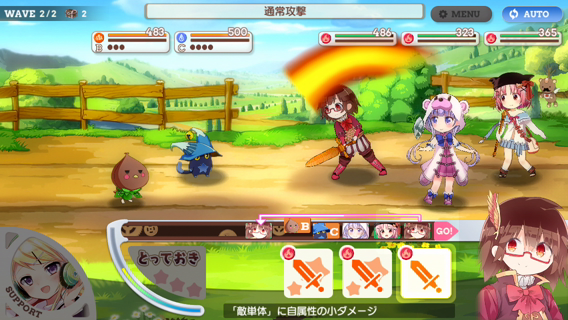 WAVE 2/2 2
通常攻撃
MENU
AUTO
483
B
500
C
486
323
365
B
C
GO!
とっておき
SUPPORT
「敵単体」に自属性の小ダメージ